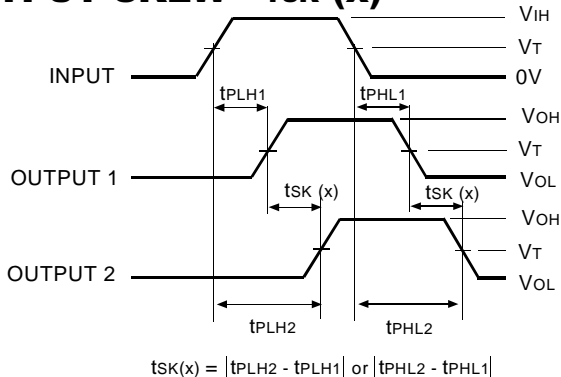 TPUT SKEW - tSK (x)
VIH
VT
INPUT
0V
tPLH1
tPHL1
VOH
VT
OUTPUT 1
VOL
tSK (x)
tSK (x)
VOH
VT
OUTPUT 2
VOL
tPLH2
tPHL2
tSK(x) = |tPLH2 - tPLH1| or |tPHL2 - tPHL1|